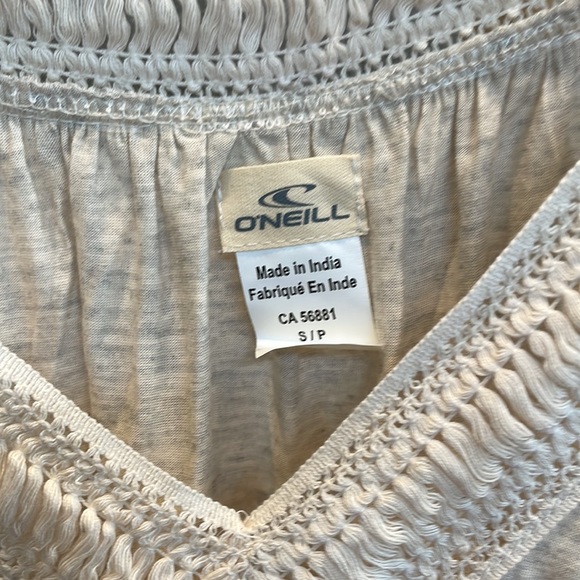 O'NEILL
Made in India
Fabriqué En Inde
CA 56881
S / P